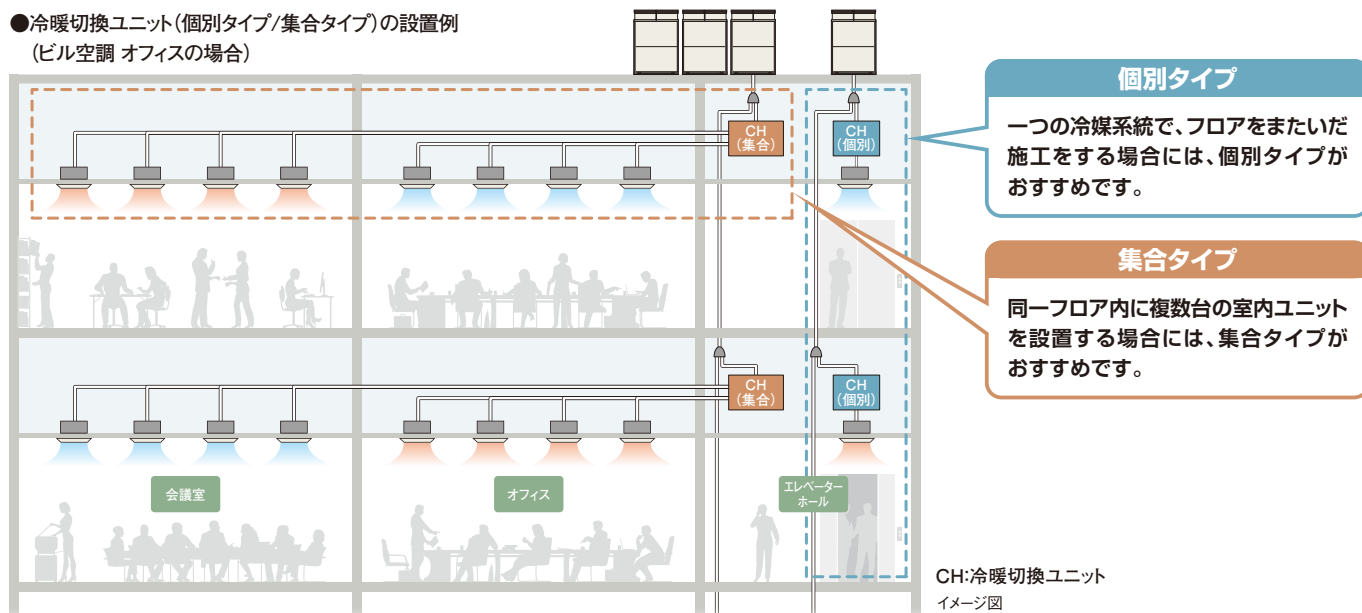 ●冷暖切換ユニット(個別タイプ/集合タイプ)の設置例
(ビル空調 オフィスの場合)
CH
(集合)
CH
(個別)
個別タイプ
一つの冷媒系統で、フロアをまたいだ
施工をする場合には、個別タイプが
おすすめです。
集合タイプ
同一フロア内に複数台の室内ユニット
を設置する場合には、集合タイプが
おすすめです。
CH
(集合)
CH
(個別)
会議室
オフィス
エレベーター
ホール
CH:冷暖切換ユニット
イメージ図